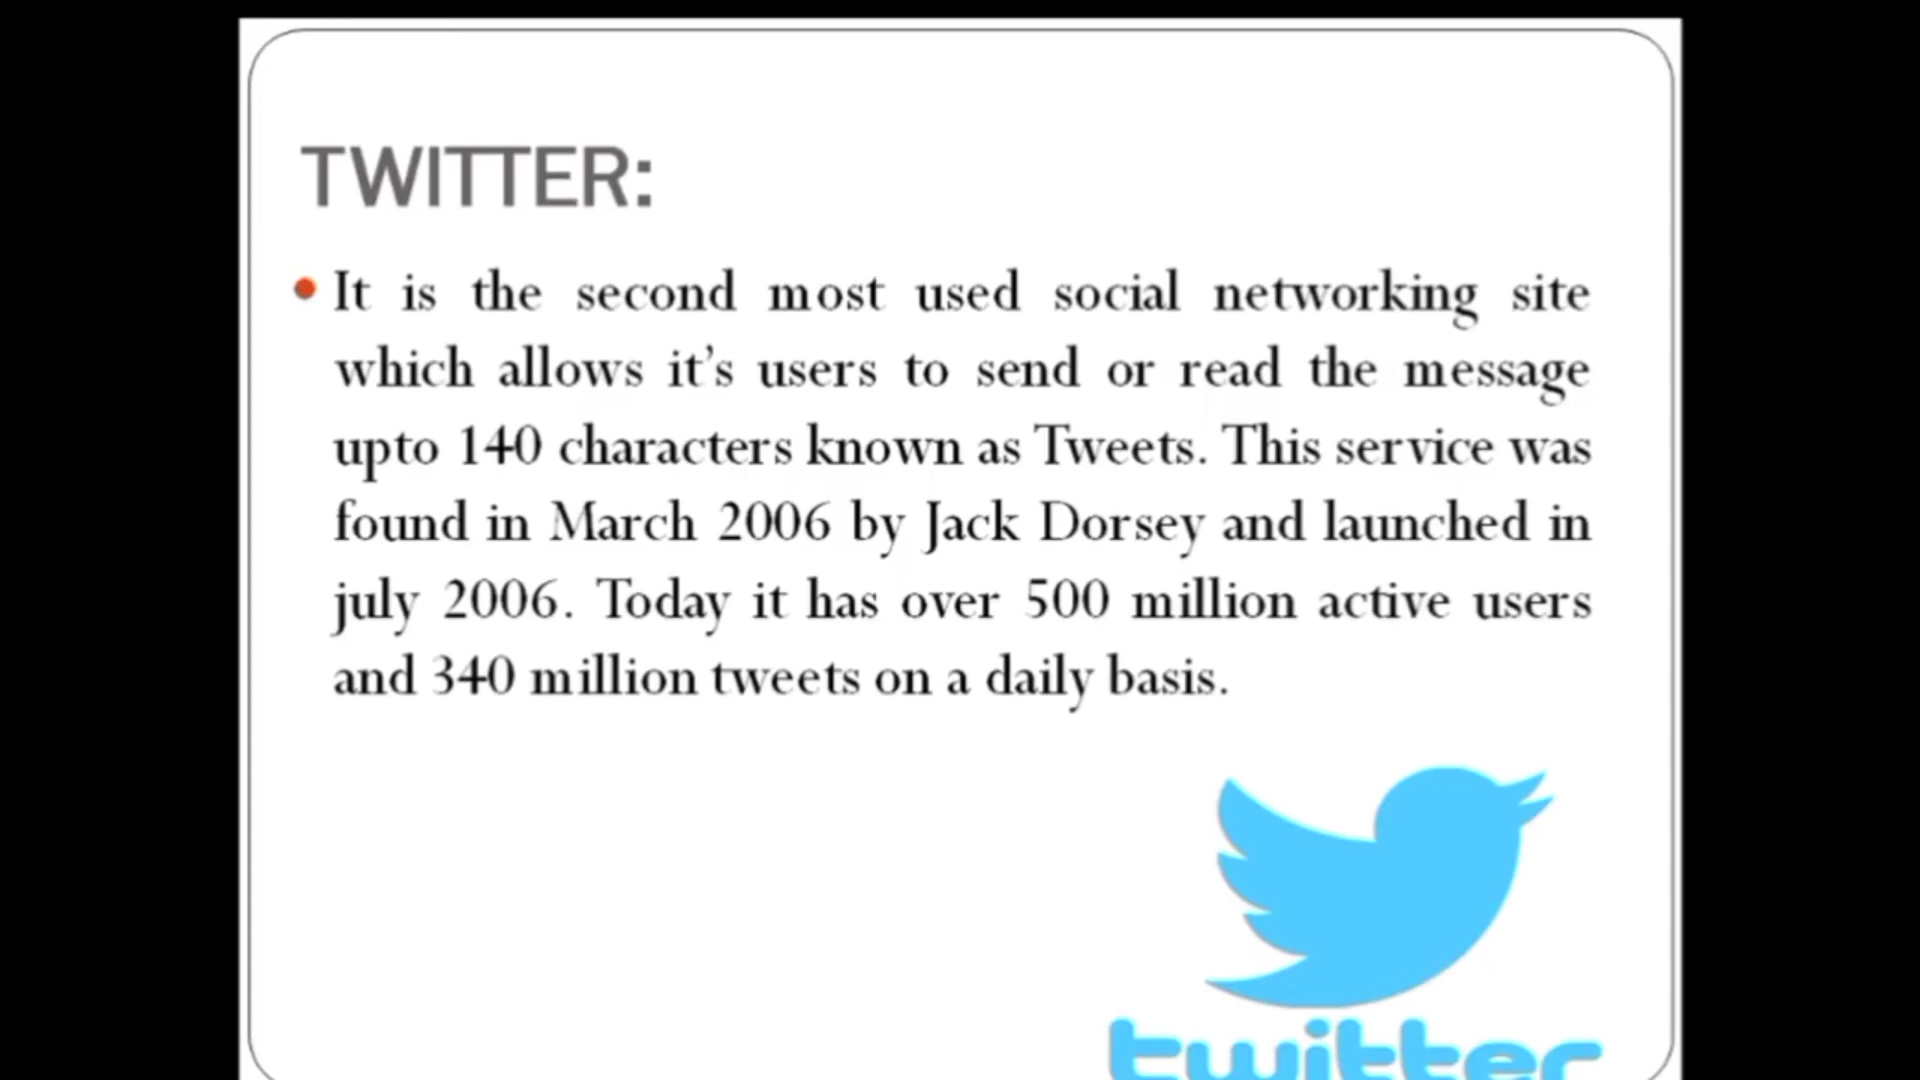 TWITTER:
It is the second most used social networking site
which allows it's users to send or read the message
upto 140 characters known as Tweets. This service was
found in March 2006 by Jack Dorsey and launched in
july 2006. Today it has over 500 million active users
and 340 million tweets on a daily basis.
twitter